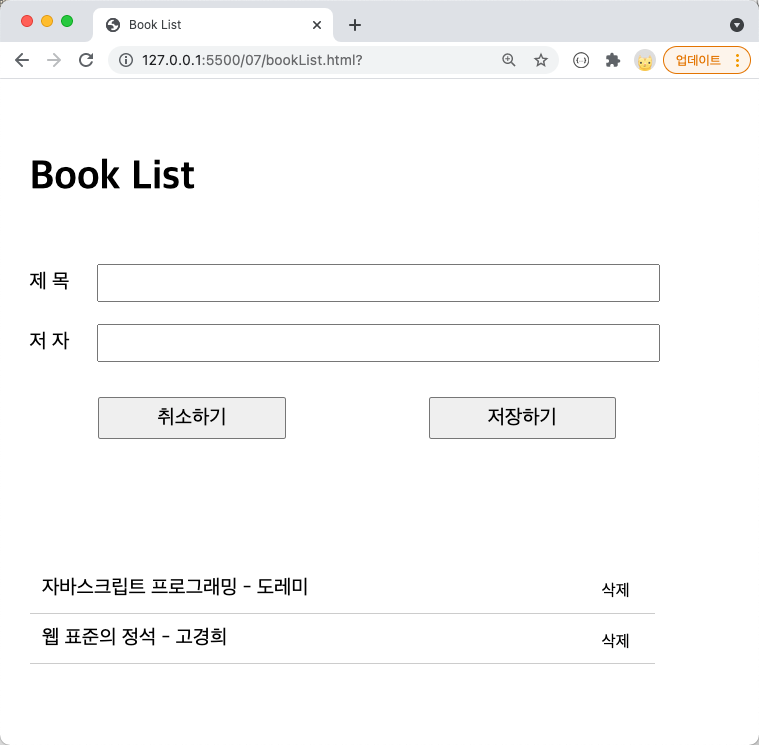 Book List
127.0.0.1:5500/07/bookList.html?
업데이트
Book List
제 목
저 자
취소하기 저장하기
자바스크립트 프로그래밍 - 도레미 삭제
웹 표준의 정석 - 고경희 삭제